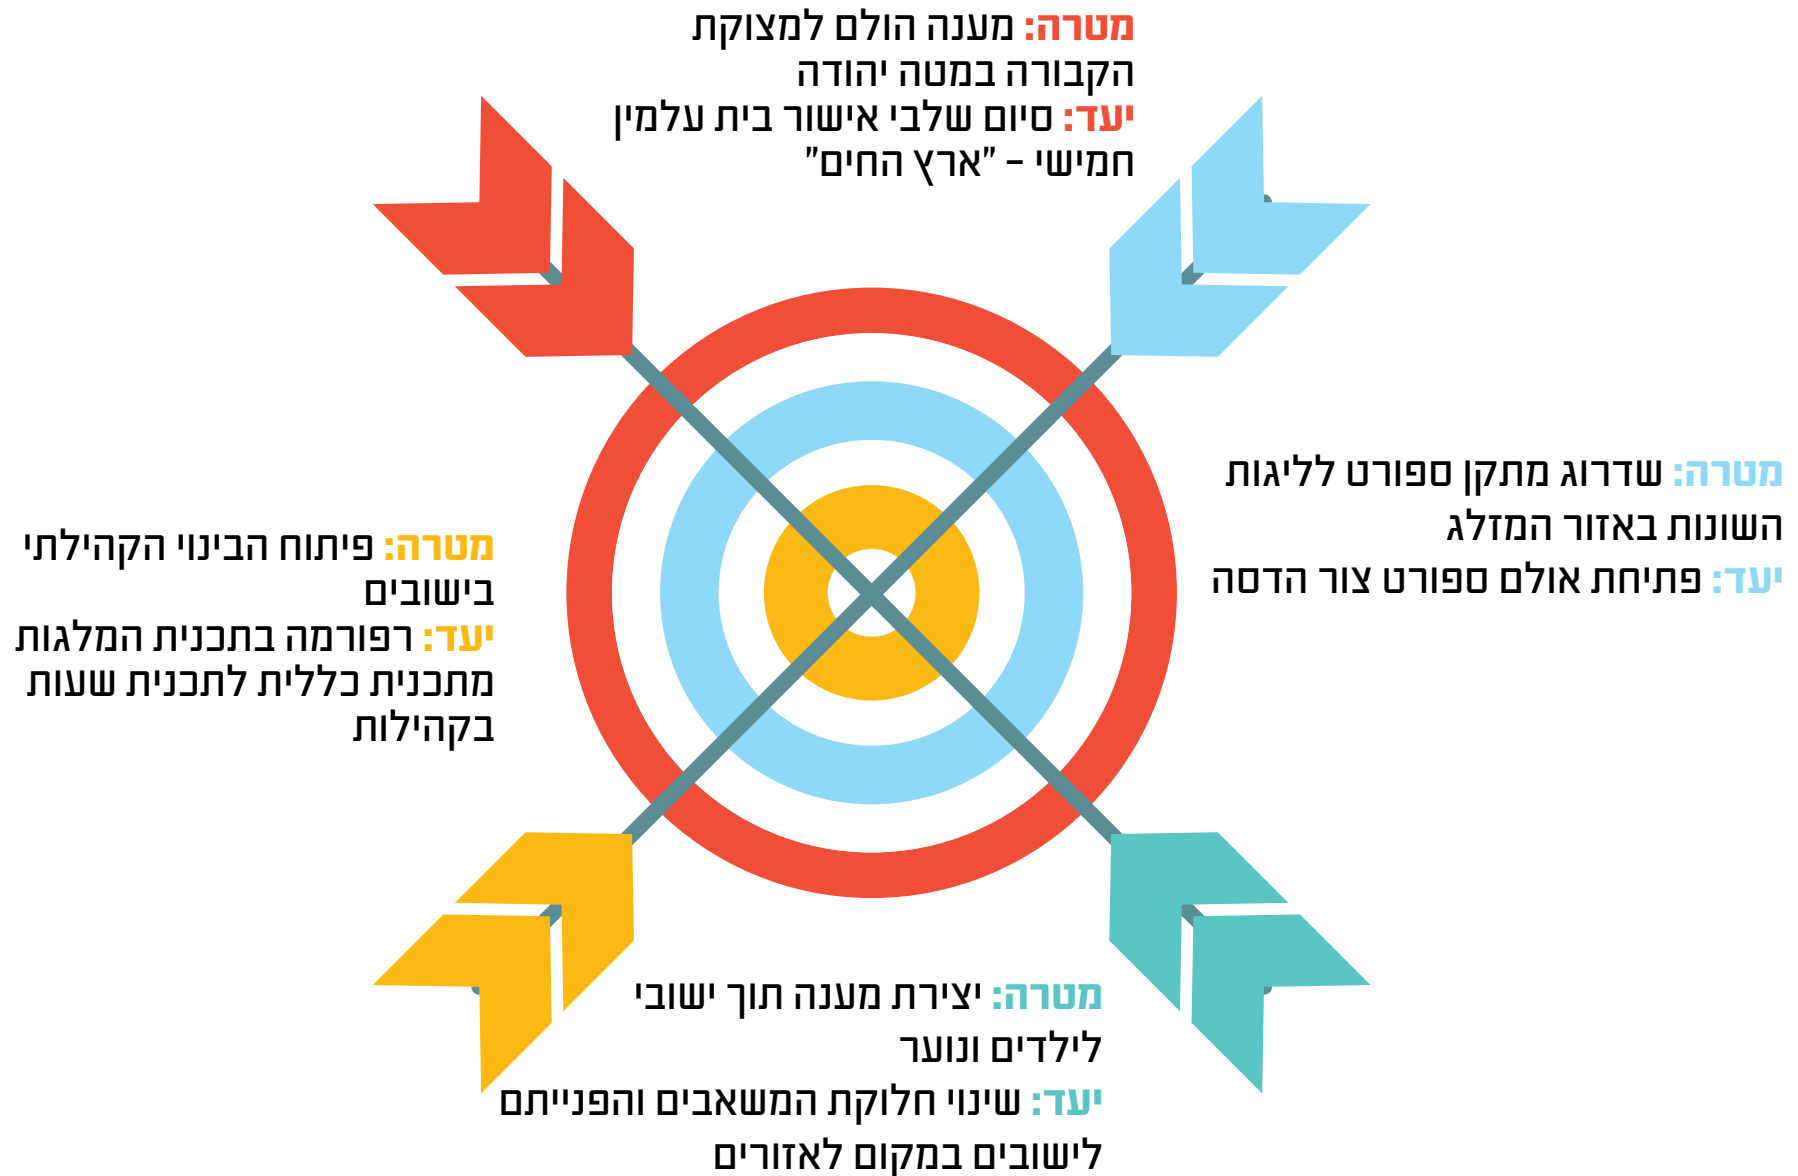 מטרה: מענה הולם למצוקת
הקבורה במטה יהודה
יעד: סיום שלבי אישור בית עלמין
חמישי – "ארץ החיים"
מטרה: שדרוג מתקן ספורט לליגות
השונות באזור המזלג
יעד: פתיחת אולם ספורט צור הדסה
מטרה: פיתוח הבינוי הקהילתי
בישובים
יעד: רפורמה בתכנית המלגות
מתכנית כללית לתכנית שעות
בקהילות
מטרה: יצירת מענה תוך ישובי
לילדים ונוער
יעד: שינוי חלוקת המשאבים והפנייתם
לישובים במקום לאזורים